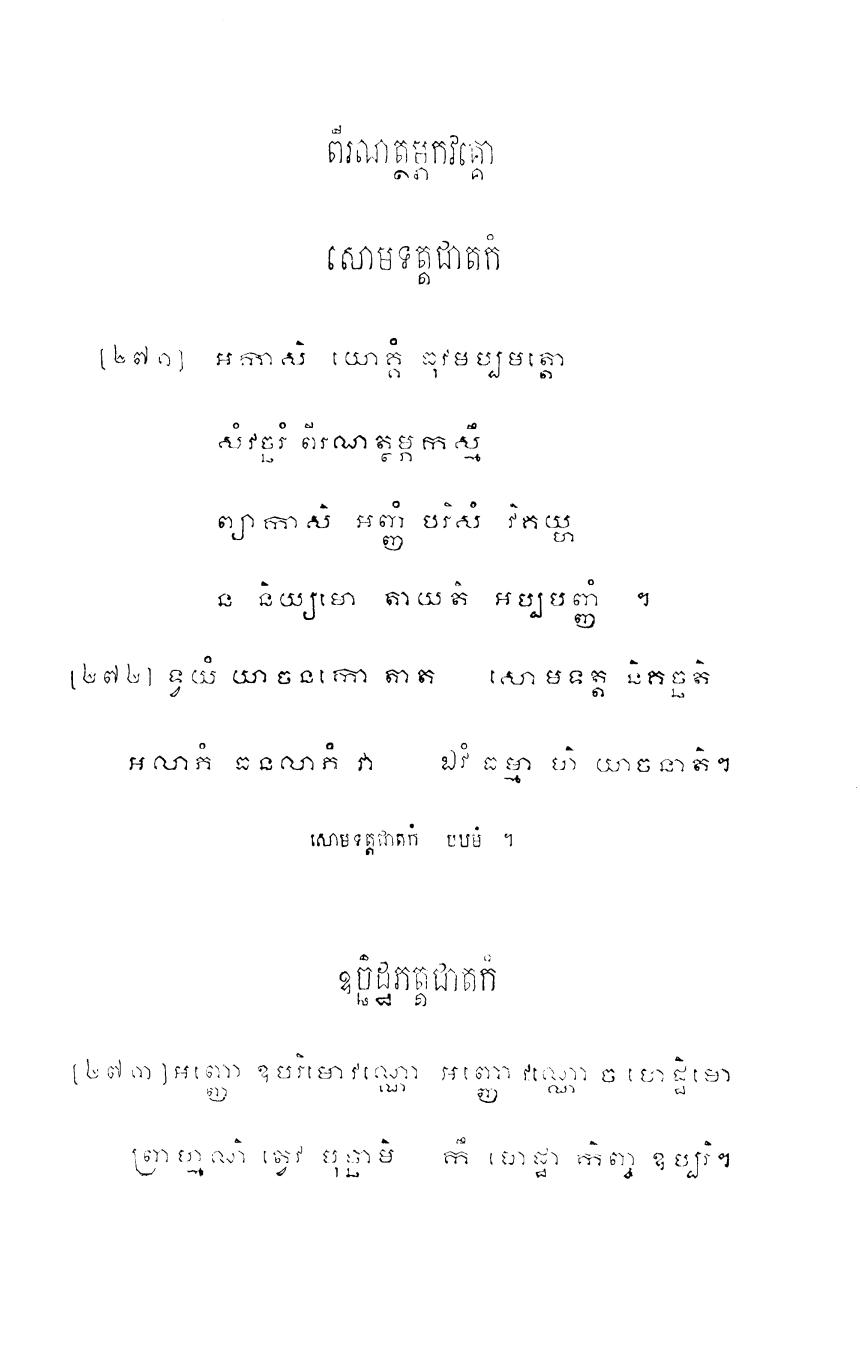 ពីរណត្ថម្ភកវគ្គោ
សោមទត្តជាតកំ
[២៧១] អកាសិ យោគ្គំ ធុវមប្បមត្តោ
សំវច្ឆរំ ពីរណត្ថម្ភកស្មឹ
ព្យាកាសិ អញ្ញំ បរិសំ វិគយ្ហ
ន និយ្យមោ តាយតិ អប្បបញ្ញំ ។
[២៧២] ទ្វយំ យាចនកោ តាត សោមទត្ត និគច្ឆតិ
អលាភំ ធនលាភំ វា ឯវំ ធម្មា ហិ យាចនាតិ។
សោមទត្តជាតកំ បឋមំ ។
ឧច្ឆិដ្ឋភត្តជាតកំ
[២៧៣] អញ្ញោ ឧបរិមោ វណ្ណោ អញ្ញោ វណ្ណោ ច ហេដ្ឋិមោ
ព្រាហ្មណិ ត្វេវ បុច្ឆាមិ កឹ ហេដ្ឋា កិញ្ច ឧប្បរិ។